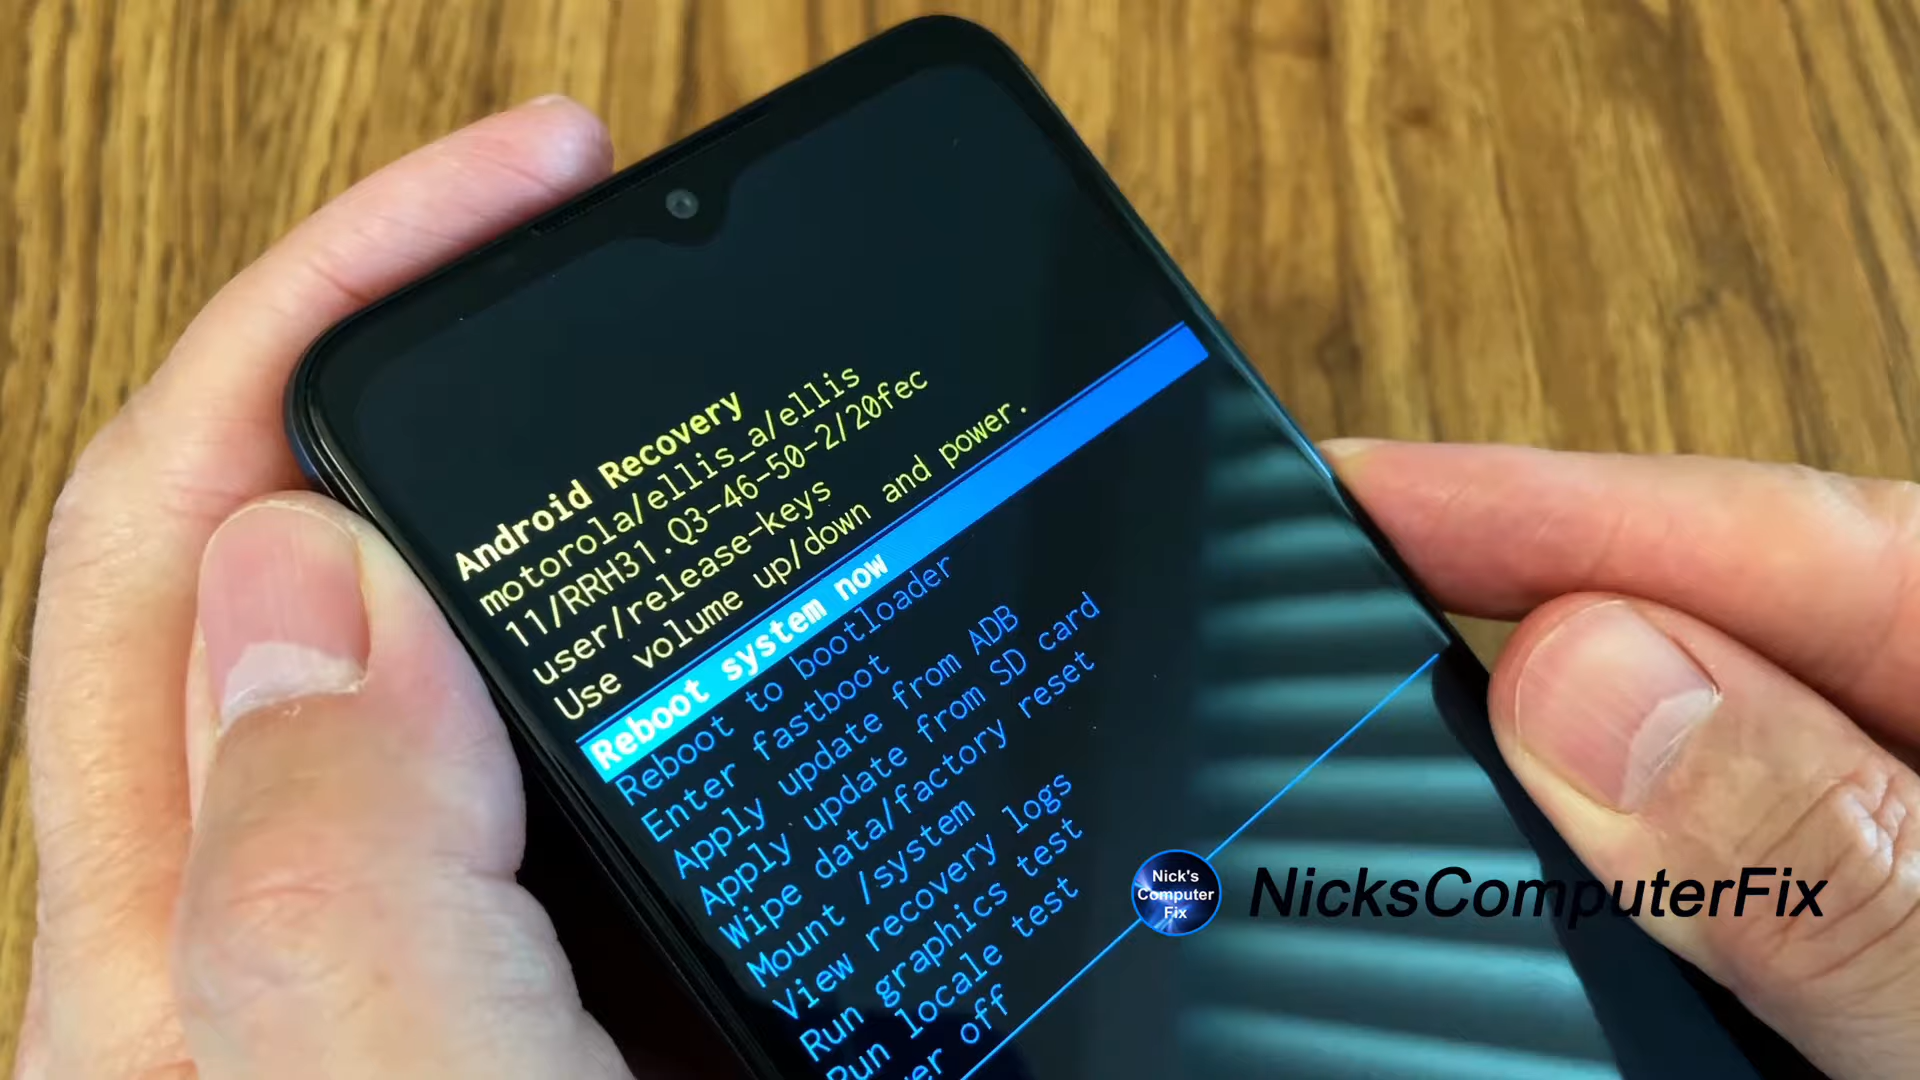 Android Recovery
motorola/ellis_a/ellis
11/RRH31.Q3-46-50-2/20fec
user/release-keys
Use volume up/down and power.
Reboot system now
Reboot to bootloader
Enter fastboot
Apply update from ADB
Apply update from SD card
Wipe data/factory reset
Mount /system
View recovery logs
Run graphics test
Run locale test
er off
Nick's
Computer
Fix
NicksComputerFix